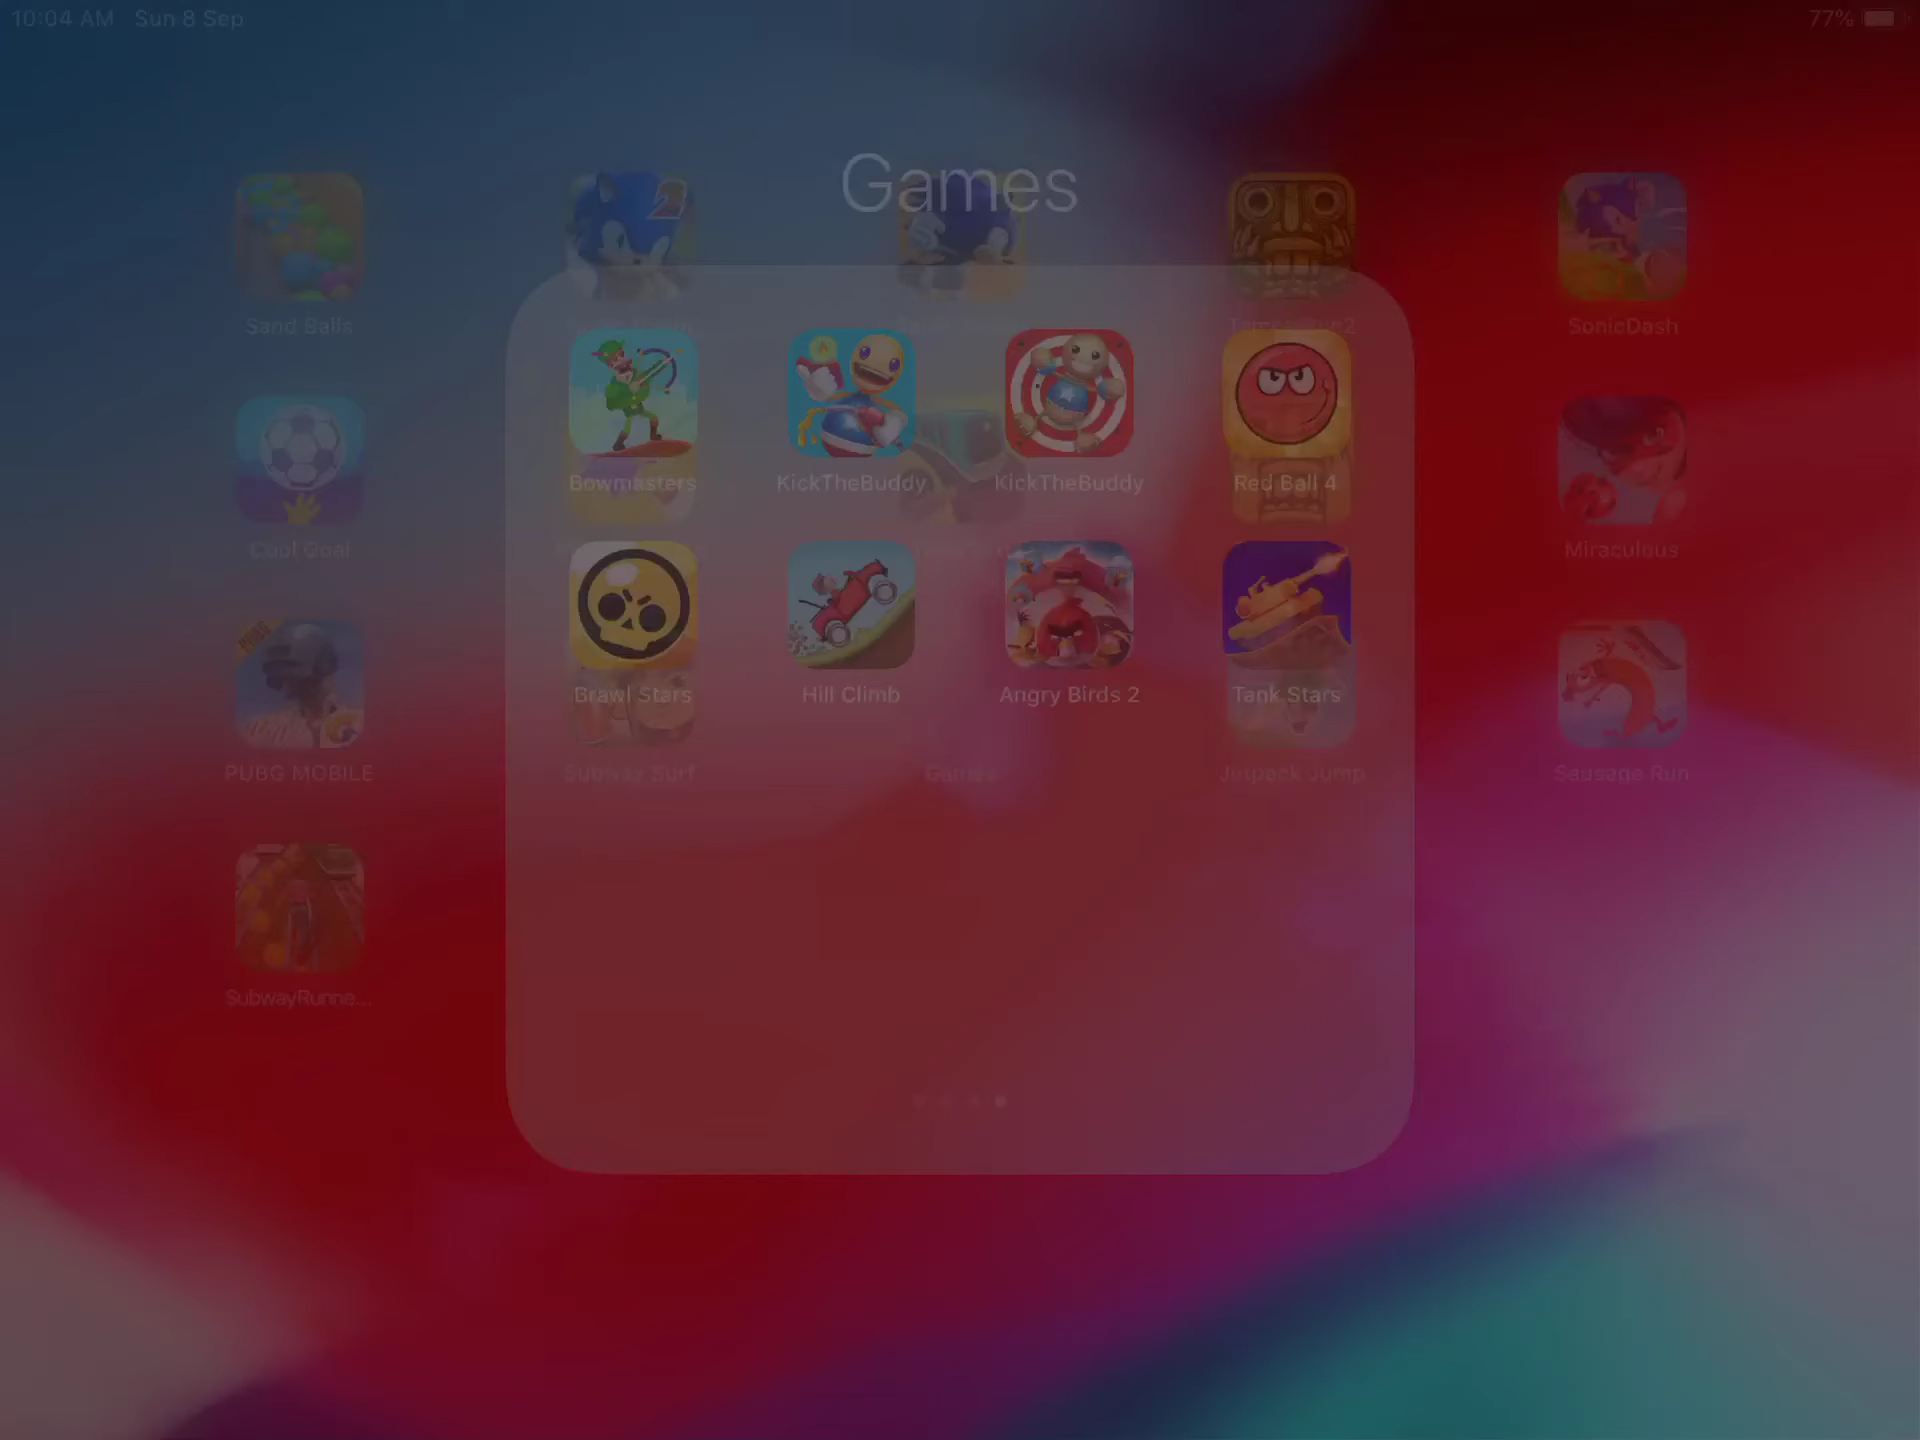 10:04 AM Sun 8 Sep 77%
Games
Sand Balls
SonicDash
Bowmasters KickTheBuddy KickTheBuddy Red Ball 4
Cool Goal
Miraculous
Brawl Stars Hill Climb Angry Birds 2 Tank Stars
PUBG MOBILE Subway Surf Games Jetpack Jump Sausage Run
SubwayRunne...